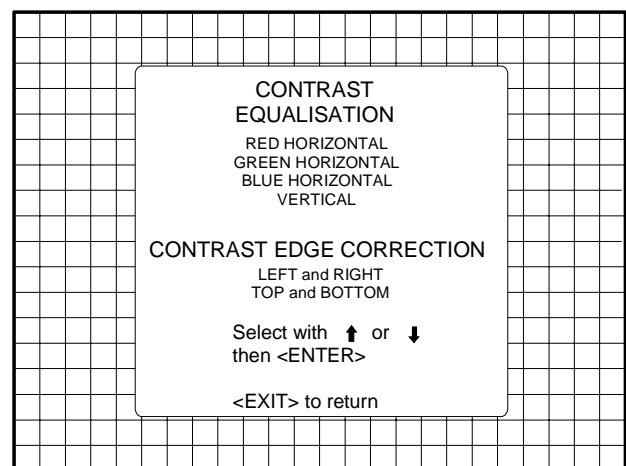 CONTRAST
EQUALISATION
RED HORIZONTAL
GREEN HORIZONTAL
BLUE HORIZONTAL
VERTICAL
CONTRAST EDGE CORRECTION
LEFT and RIGHT
TOP and BOTTOM
Select with ⬆ or ⬇
then <ENTER>
<EXIT> to return